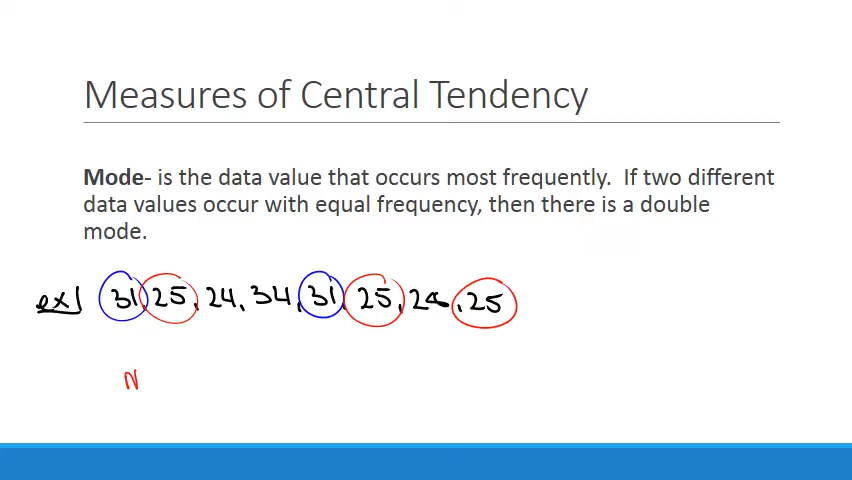 Measures of Central Tendency
Mode- is the data value that occurs most frequently. If two different
data values occur with equal frequency, then there is a double
mode.
ex1 31, 25, 24, 34, 31, 25, , 25
N